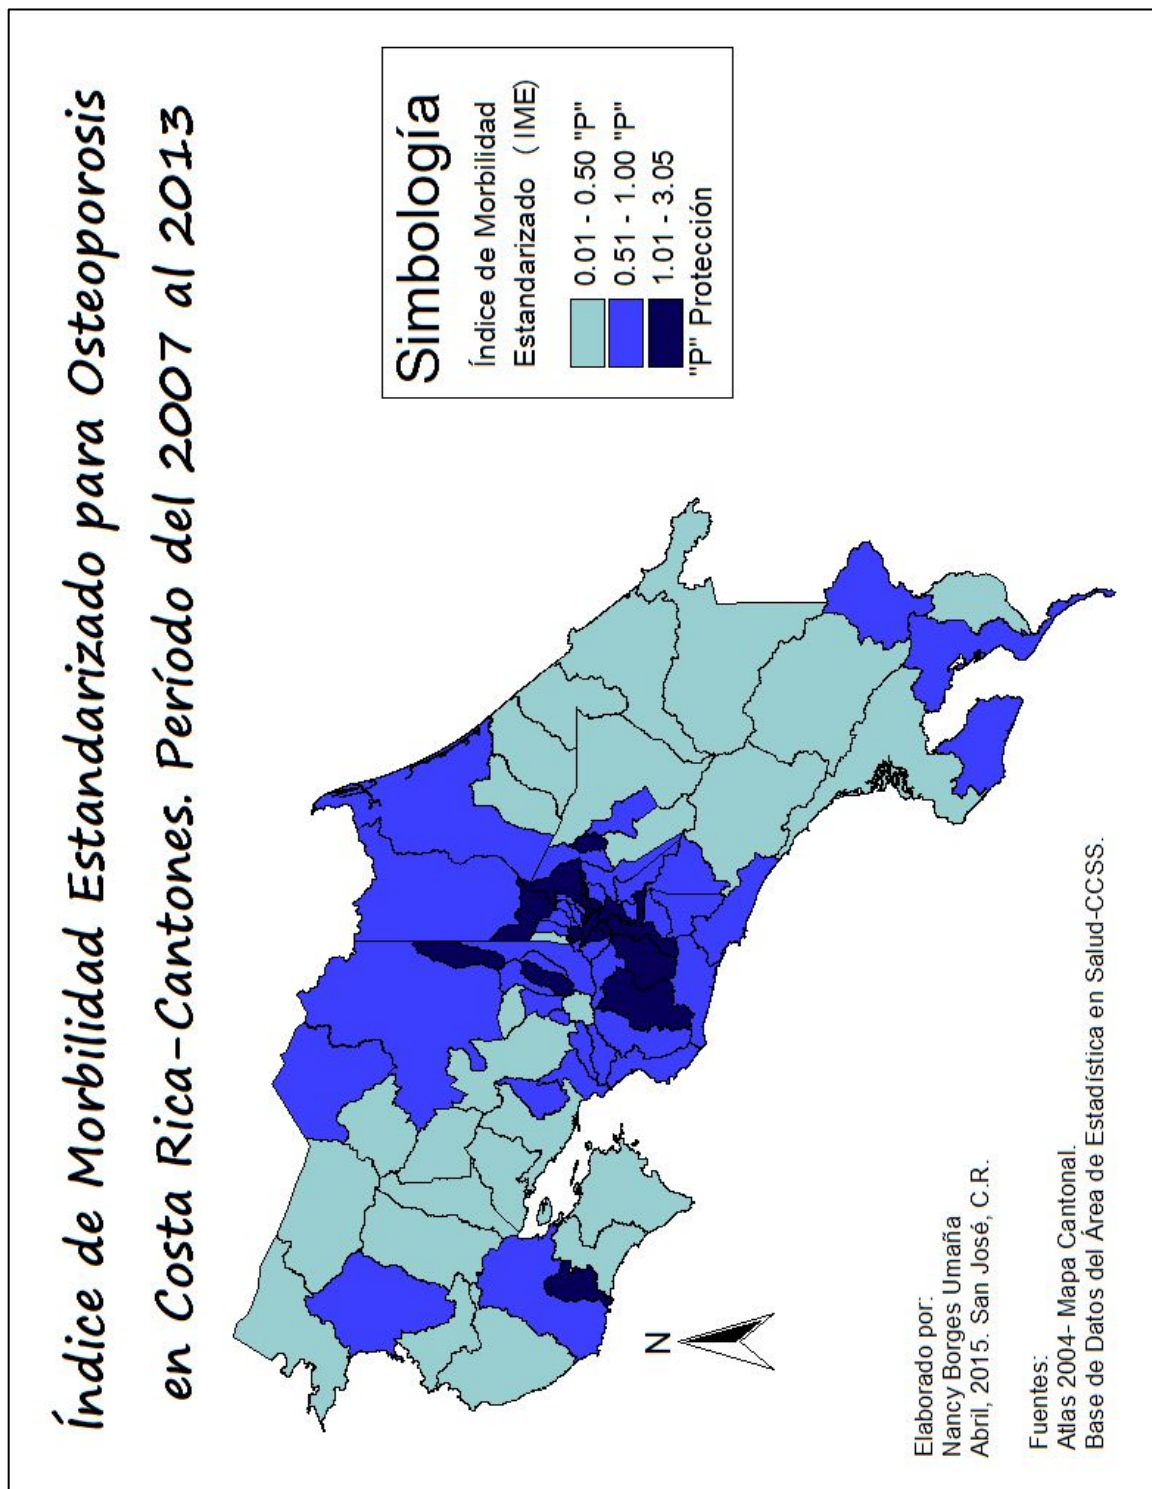 Índice de Morbilidad Estandarizado para Osteoporosis
en Costa Rica-Cantones. Período del 2007 al 2013
Simbología
Índice de Morbilidad
Estandarizado (IME)
0.01 - 0.50 "P"
0.51 - 1.00 "P"
1.01 - 3.05
"P" Protección
N
Elaborado por:
Nancy Borges Umaña
Abril, 2015. San José, C.R.
Fuentes:
Atlas 2004- Mapa Cantonal.
Base de Datos del Área de Estadística en Salud-CCSS.